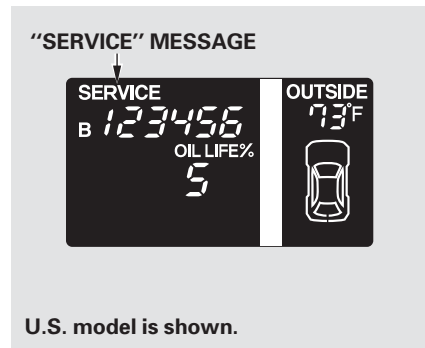 “SERVICE” MESSAGE
SERVICE OUTSIDE
B 123456 73°F
OIL LIFE%
5
U.S. model is shown.